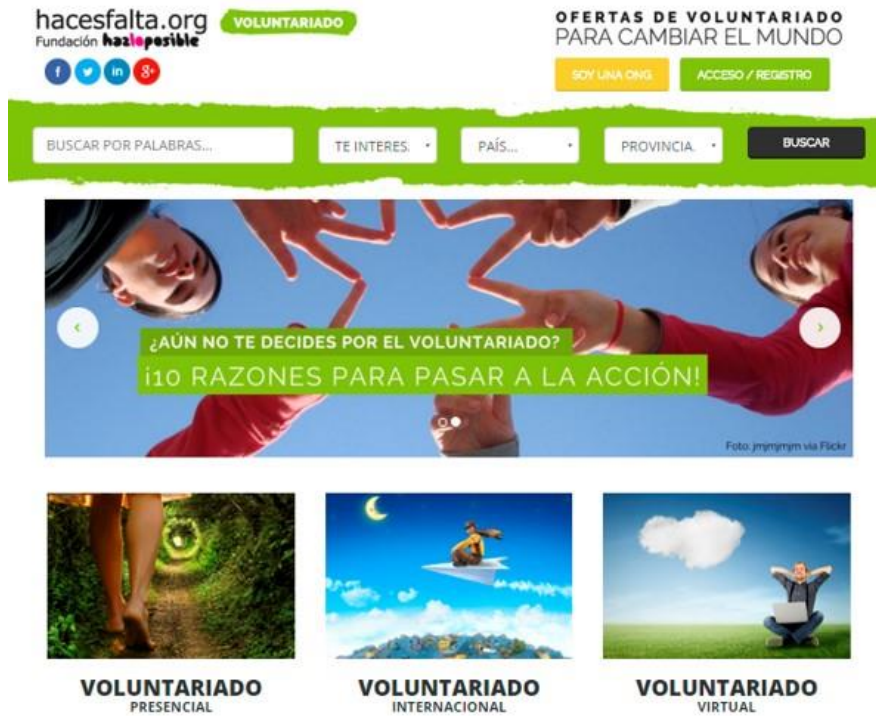 hacesfalta.org
VOLUNTARIADO
Fundación hazloposible
f in g+
OFERTAS DE VOLUNTARIADO
PARA CAMBIAR EL MUNDO
SOY UNA ONG
ACCESO / REGISTRO
BUSCAR POR PALABRAS...
TE INTERES.
PAÍS...
PROVINCIA.
BUSCAR
¿AÚN NO TE DECIDES POR EL VOLUNTARIADO?
¡10 RAZONES PARA PASAR A LA ACCIÓN!
Foto: jmjmjmjm via Flickr
VOLUNTARIADO
PRESENCIAL
VOLUNTARIADO
INTERNACIONAL
VOLUNTARIADO
VIRTUAL